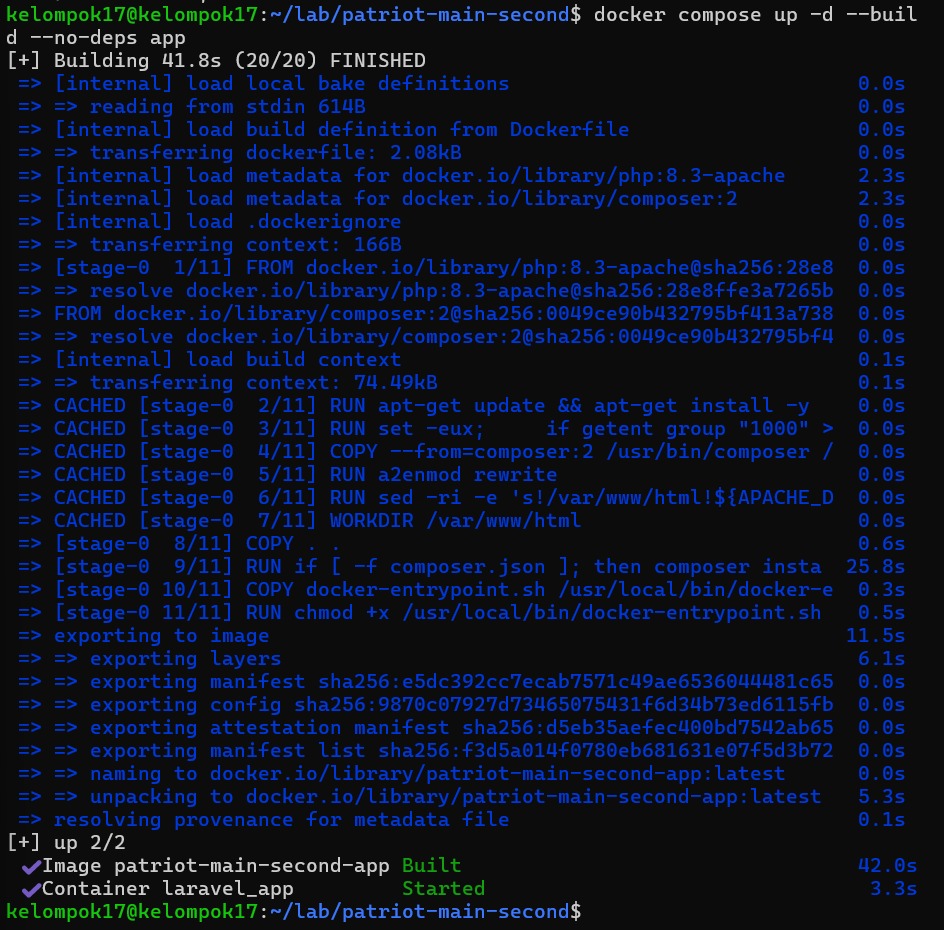 kelompok17@kelompok17:~/lab/patriot-main-second$ docker compose up -d --buil
d --no-deps app
[+] Building 41.8s (20/20) FINISHED
=> [internal] load local bake definitions 0.0s
=> => reading from stdin 614B 0.0s
=> [internal] load build definition from Dockerfile 0.0s
=> => transferring dockerfile: 2.08kB 0.0s
=> [internal] load metadata for docker.io/library/php:8.3-apache 2.3s
=> [internal] load metadata for docker.io/library/composer:2 2.3s
=> [internal] load .dockerignore 0.0s
=> => transferring context: 166B 0.0s
=> [stage-0  1/11] FROM docker.io/library/php:8.3-apache@sha256:28e8 0.0s
=> => resolve docker.io/library/php:8.3-apache@sha256:28e8ffe3a7265b 0.0s
=> FROM docker.io/library/composer:2@sha256:0049ce90b432795bf413a738 0.0s
=> => resolve docker.io/library/composer:2@sha256:0049ce90b432795bf4 0.0s
=> [internal] load build context 0.1s
=> => transferring context: 74.49kB 0.1s
=> CACHED [stage-0  2/11] RUN apt-get update && apt-get install -y 0.0s
=> CACHED [stage-0  3/11] RUN set -eux;     if getent group "1000" > 0.0s
=> CACHED [stage-0  4/11] COPY --from=composer:2 /usr/bin/composer / 0.0s
=> CACHED [stage-0  5/11] RUN a2enmod rewrite 0.0s
=> CACHED [stage-0  6/11] RUN sed -ri -e 's!/var/www/html!${APACHE_D 0.0s
=> CACHED [stage-0  7/11] WORKDIR /var/www/html 0.0s
=> [stage-0  8/11] COPY . . 0.6s
=> [stage-0  9/11] RUN if [ -f composer.json ]; then composer insta 25.8s
=> [stage-0 10/11] COPY docker-entrypoint.sh /usr/local/bin/docker-e 0.3s
=> [stage-0 11/11] RUN chmod +x /usr/local/bin/docker-entrypoint.sh 0.5s
=> exporting to image 11.5s
=> => exporting layers 6.1s
=> => exporting manifest sha256:e5dc392cc7ecab7571c49ae6536044481c65 0.0s
=> => exporting config sha256:9870c07927d73465075431f6d34b73ed6115fb 0.0s
=> => exporting attestation manifest sha256:d5eb35aefec400bd7542ab65 0.0s
=> => exporting manifest list sha256:f3d5a014f0780eb681631e07f5d3b72 0.0s
=> => naming to docker.io/library/patriot-main-second-app:latest 0.0s
=> => unpacking to docker.io/library/patriot-main-second-app:latest 5.3s
=> resolving provenance for metadata file 0.1s
[+] up 2/2
✔Image patriot-main-second-app Built 42.0s
✔Container laravel_app Started 3.3s
kelompok17@kelompok17:~/lab/patriot-main-second$